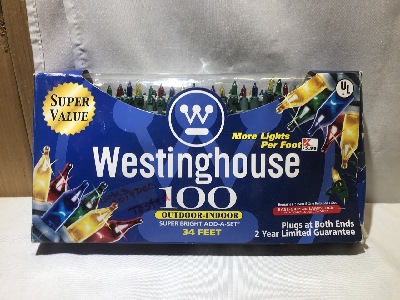 SUPER
VALUE
W
UL
More Lights
Per Foot
Westinghouse
100
OUTDOOR-INDOOR
SUPER BRIGHT ADD-A-SET
34 FEET
Plugs at Both Ends
2 Year Limited Guarantee